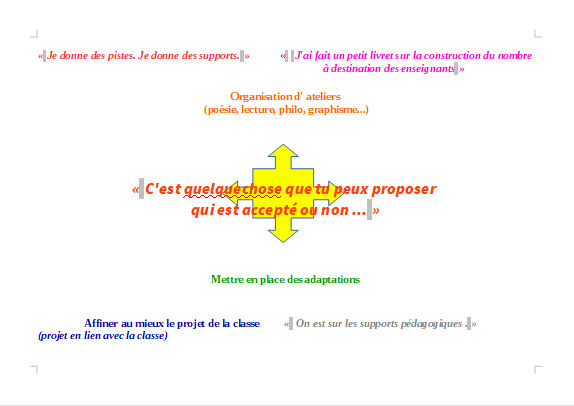 « Je donne des pistes. Je donne des supports. »
« J'ai fait un petit livret sur la construction du nombre
à destination des enseignants »
Organisation d' ateliers
(poésie, lecture, philo, graphisme...)
« C'est quelquechose que tu peux proposer
qui est accepté ou non ... »
Mettre en place des adaptations
Affiner au mieux le projet de la classe
(projet en lien avec la classe)
« On est sur les supports pédagogiques . »